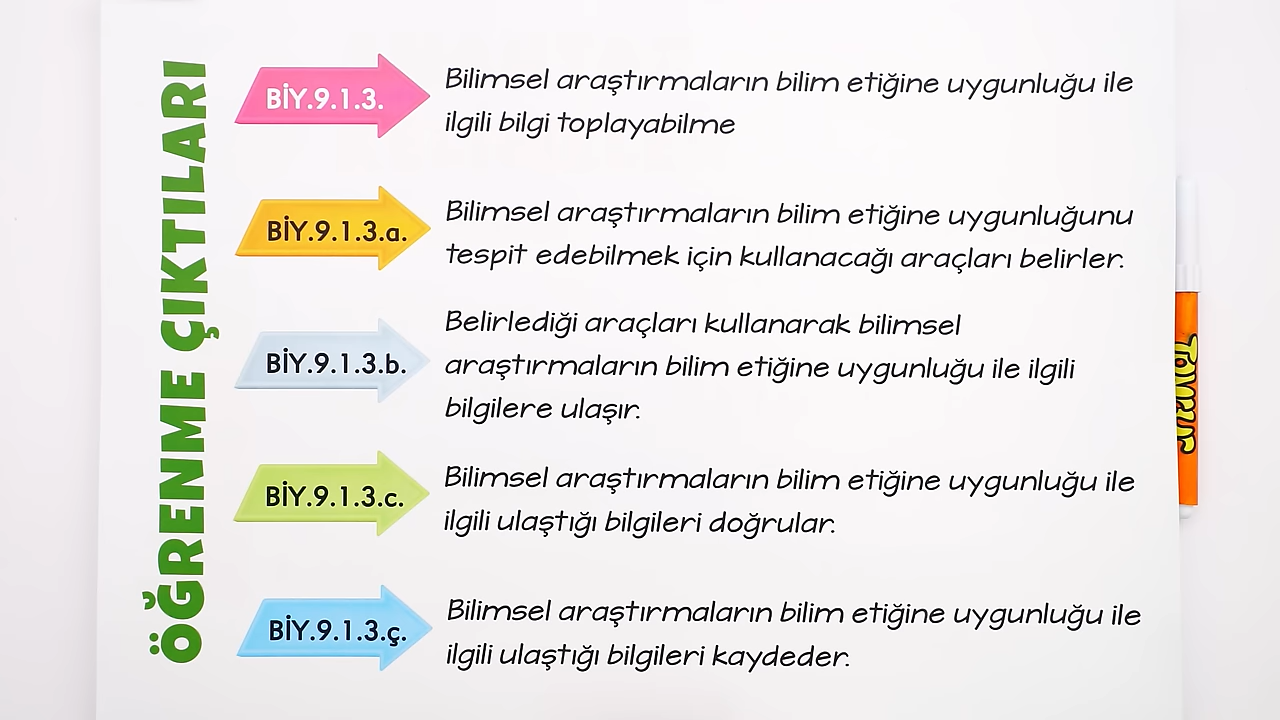 ÖĞRENME ÇIKTILARI
BİY.9.1.3.
Bilimsel araştırmaların bilim etiğine uygunluğu ile
ilgili bilgi toplayabilme
BİY.9.1.3.a.
Bilimsel araştırmaların bilim etiğine uygunluğunu
tespit edebilmek için kullanacağı araçları belirler.
BİY.9.1.3.b.
Belirlediği araçları kullanarak bilimsel
araştırmaların bilim etiğine uygunluğu ile ilgili
bilgilere ulaşır.
BİY.9.1.3.c.
Bilimsel araştırmaların bilim etiğine uygunluğu ile
ilgili ulaştığı bilgileri doğrular.
BİY.9.1.3.ç.
Bilimsel araştırmaların bilim etiğine uygunluğu ile
ilgili ulaştığı bilgileri kaydeder.